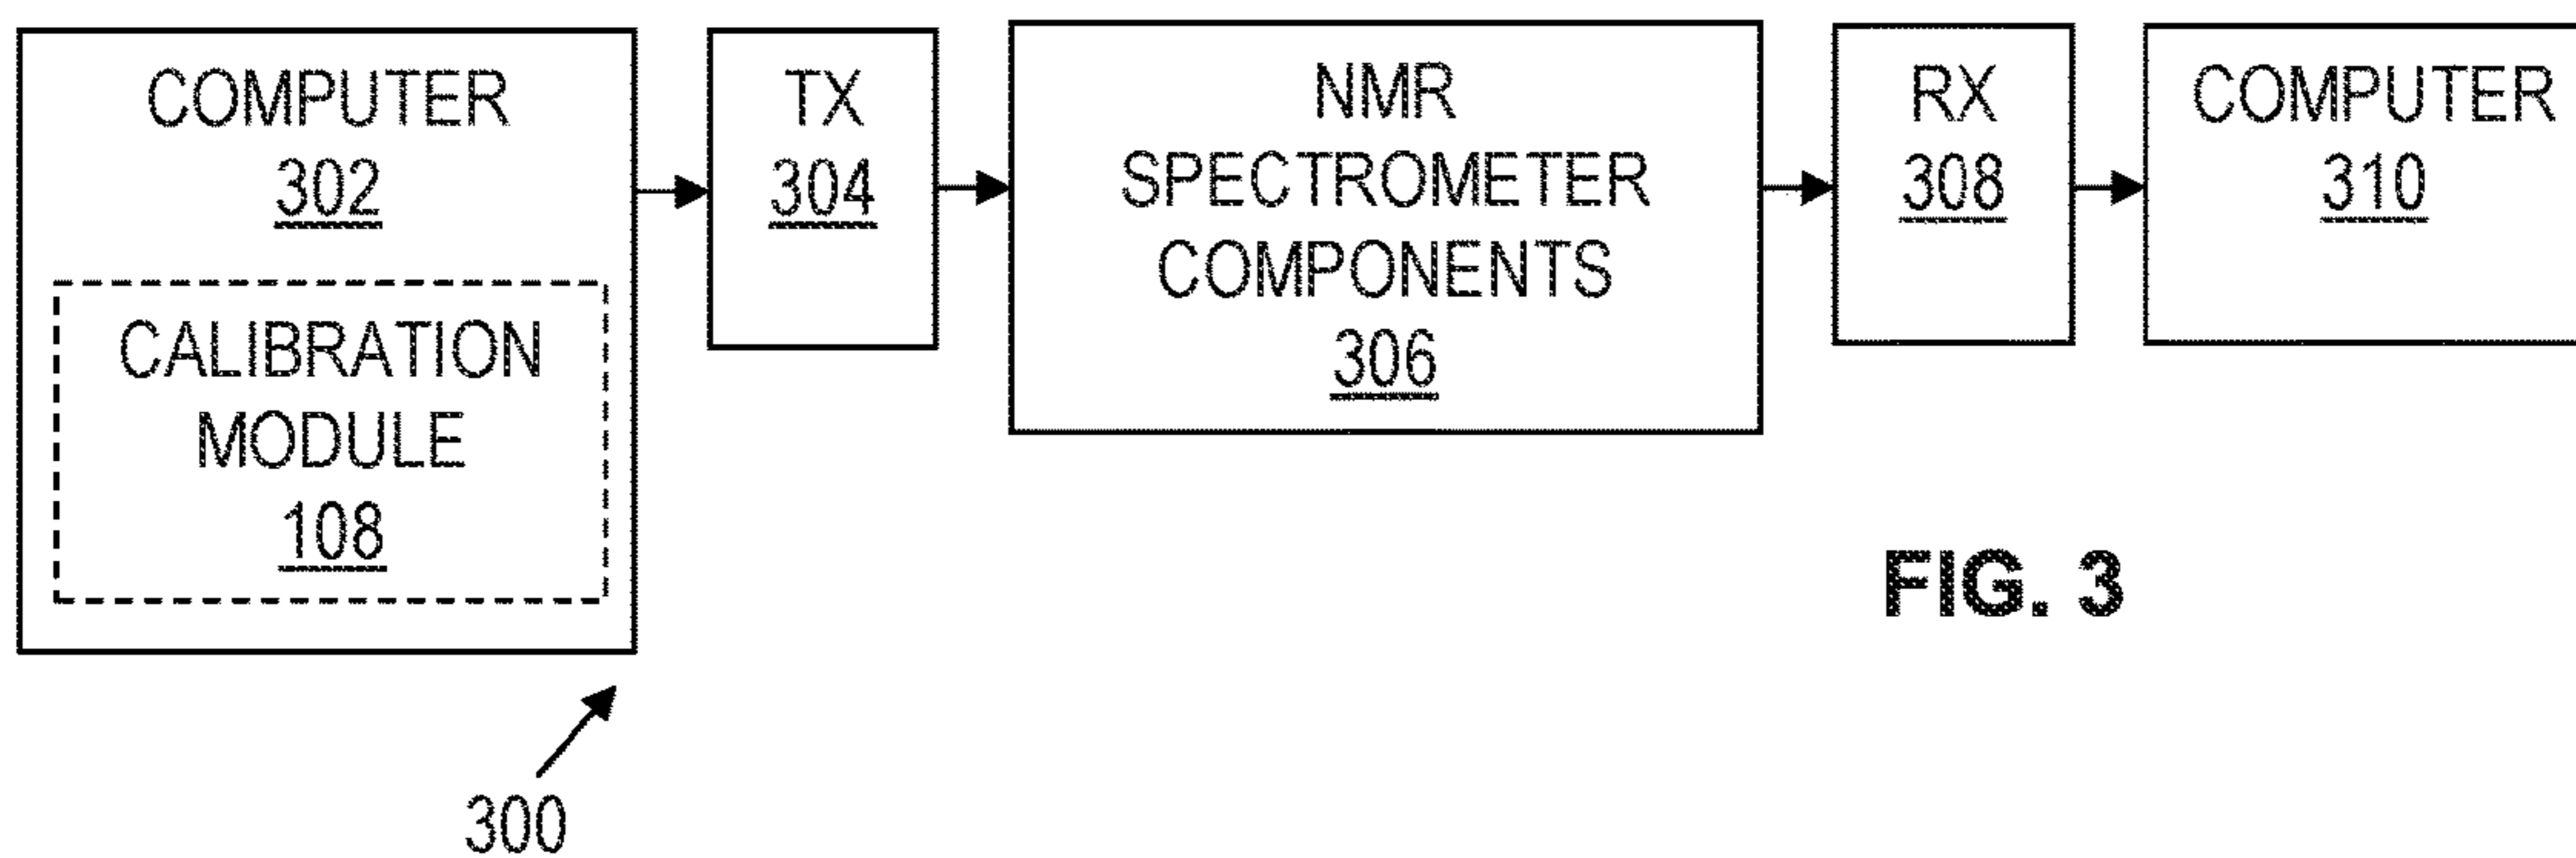 COMPUTER
302
CALIBRATION
MODULE
108
TX
304
NMR
SPECTROMETER
COMPONENTS
306
RX
308
COMPUTER
310
FIG. 3
300